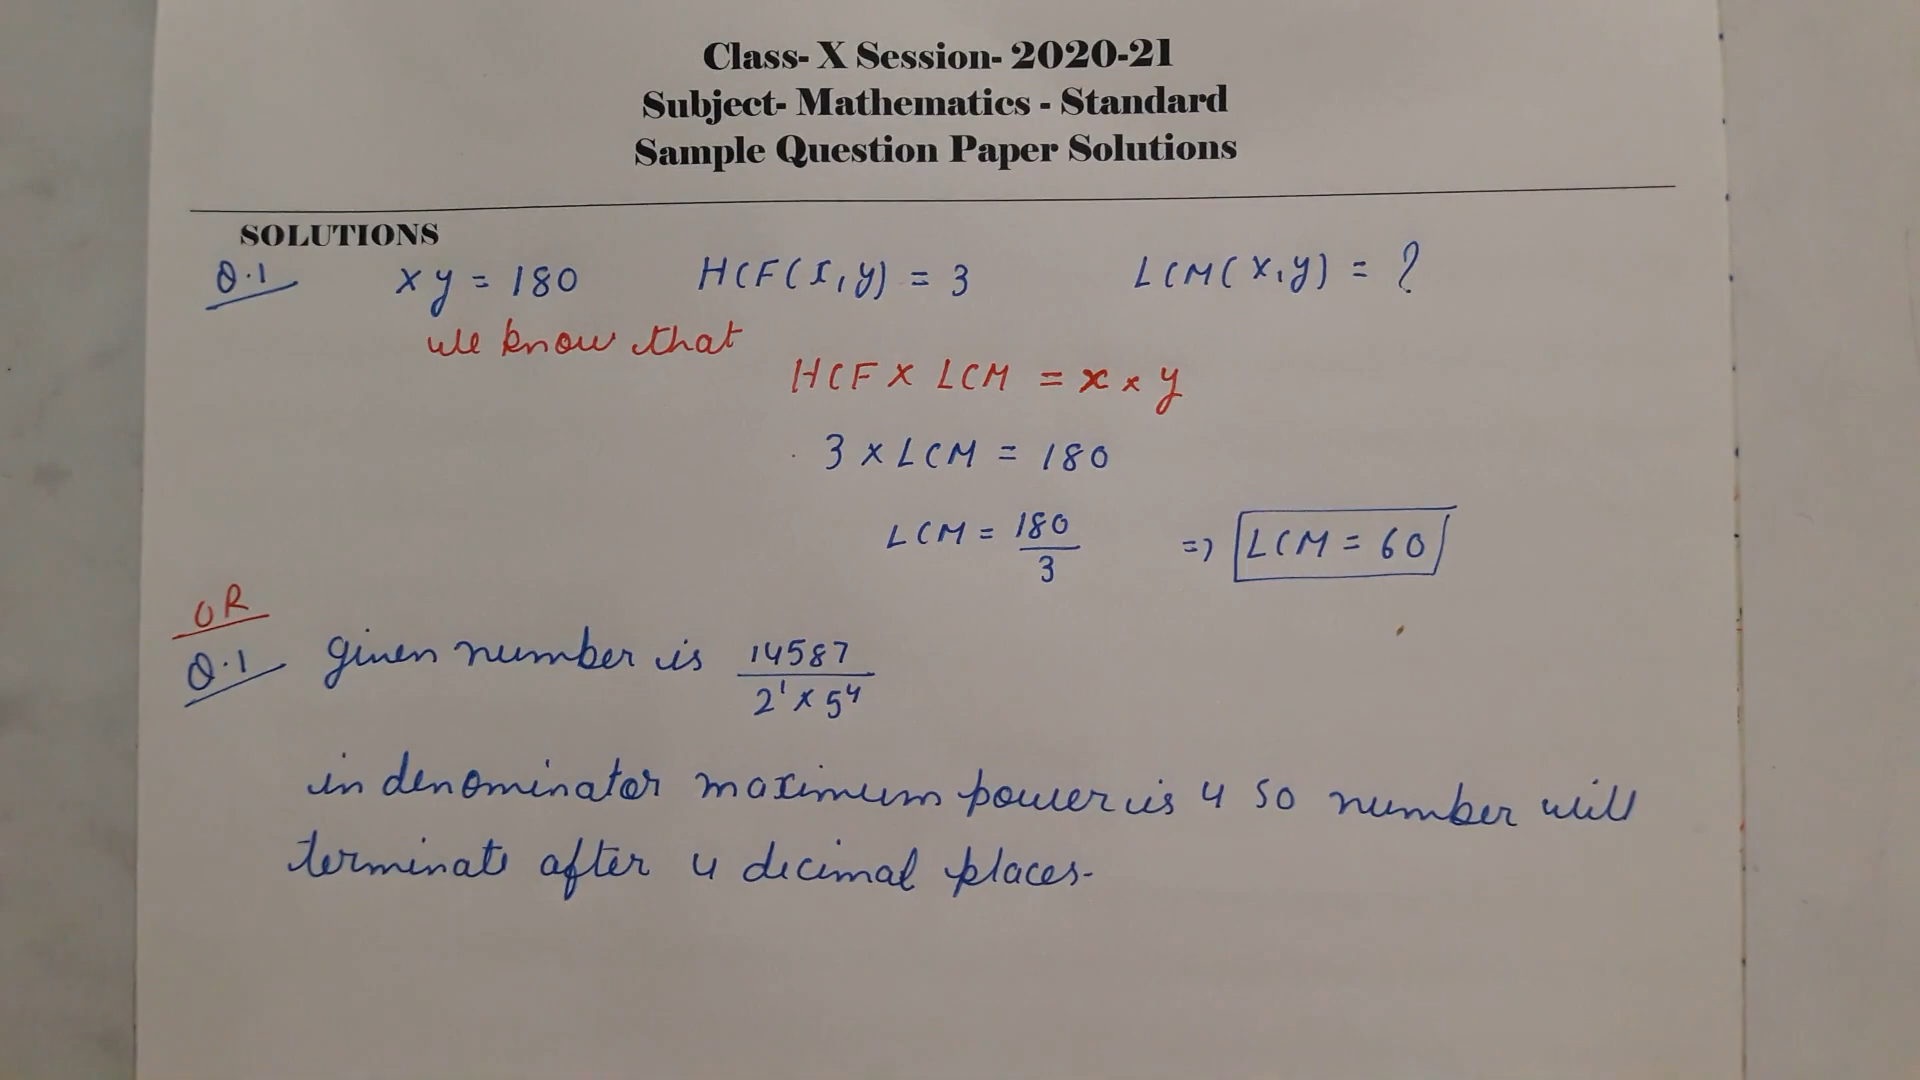 Class- X Session- 2020-21
Subject- Mathematics - Standard
Sample Question Paper Solutions
SOLUTIONS
Q.1 xy = 180 HCF(x,y) = 3 LCM(x,y) = ?
we know that
HCF x LCM = x x y
3 x LCM = 180
LCM = 180/3 => LCM = 60
OR
Q.1 given number is 14587/2¹ x 5⁴
in denominator maximum power is 4 so number will
terminate after 4 decimal places.